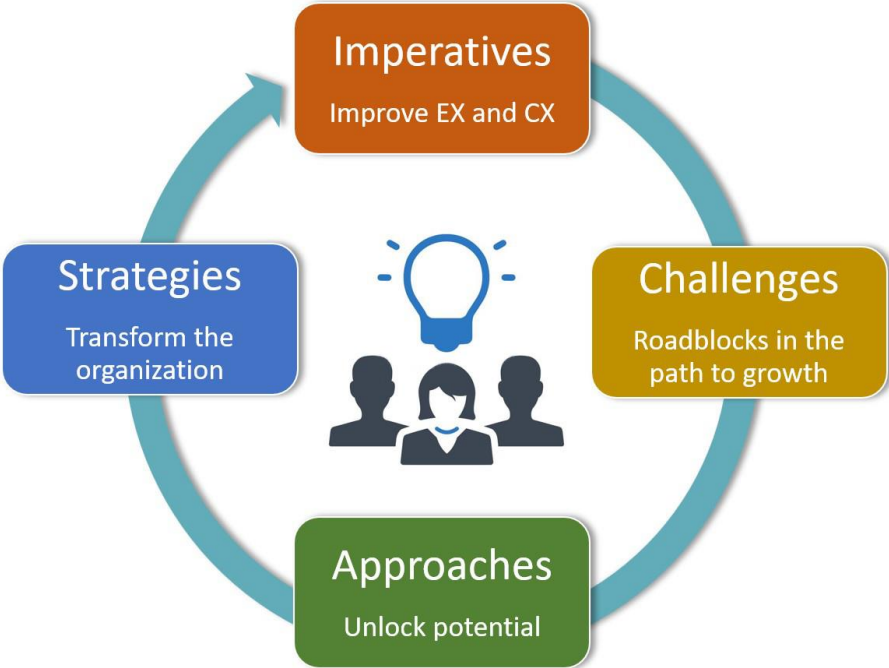 Imperatives
Improve EX and CX
Challenges
Roadblocks in the
path to growth
Approaches
Unlock potential
Strategies
Transform the
organization